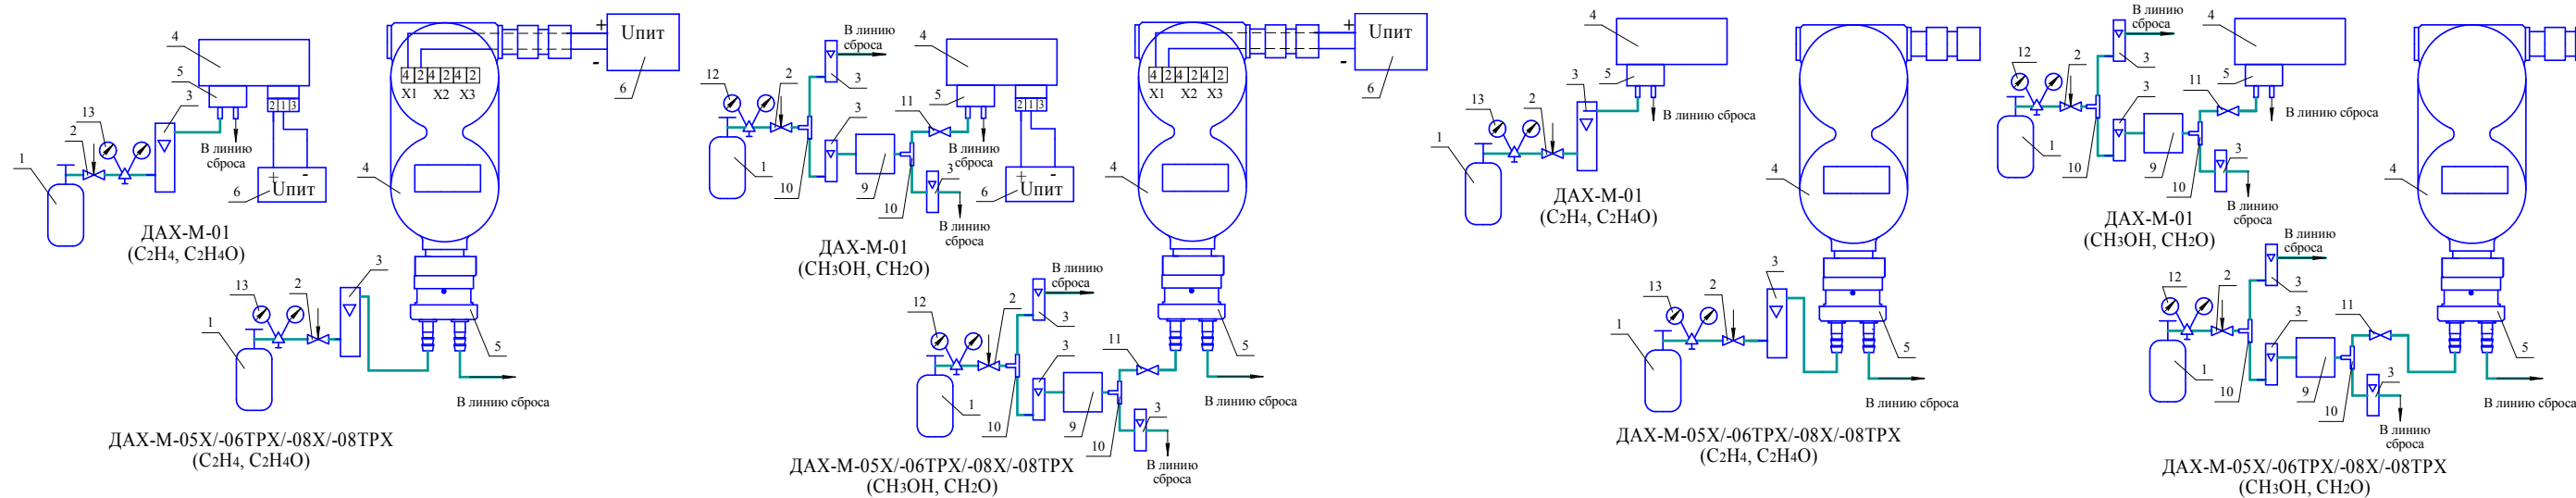 4
5
3
13
2
1
2 1 3
В линию
сброса
+ -
Uпит
6
ДАХ-М-01
(C2H4, C2H4O)
4 2 4 2 4 2
X1 X2 X3
+
-
Uпит
6
4
3
13
2
1
5
В линию сброса
ДАХ-М-05Х/-06ТРХ/-08Х/-08ТРХ
(C2H4, C2H4O)
В линию
сброса
12
2
3
4
5
11
3
1
10
9
10
3
2 1 3
В линию
сброса
+ -
Uпит
6
В линию
сброса
ДАХ-М-01
(CH3OH, CH2O)
4 2 4 2 4 2
X1 X2 X3
+
-
Uпит
6
4
В линию
сброса
12
2
3
3
11
1
10
9
10
3
5
В линию сброса
В линию
сброса
ДАХ-М-05Х/-06ТРХ/-08Х/-08ТРХ
(CH3OH, CH2O)
4
5
3
13
2
1
В линию сброса
ДАХ-М-01
(C2H4, C2H4O)
4
3
13
2
1
5
В линию сброса
ДАХ-М-05Х/-06ТРХ/-08Х/-08ТРХ
(C2H4, C2H4O)
В линию
сброса
12
2
3
4
5
11
3
1
10
9
10
3
В линию сброса
В линию
сброса
ДАХ-М-01
(CH3OH, CH2O)
4
В линию
сброса
12
2
3
3
11
1
10
9
10
3
5
В линию сброса
В линию
сброса
ДАХ-М-05Х/-06ТРХ/-08Х/-08ТРХ
(CH3OH, CH2O)